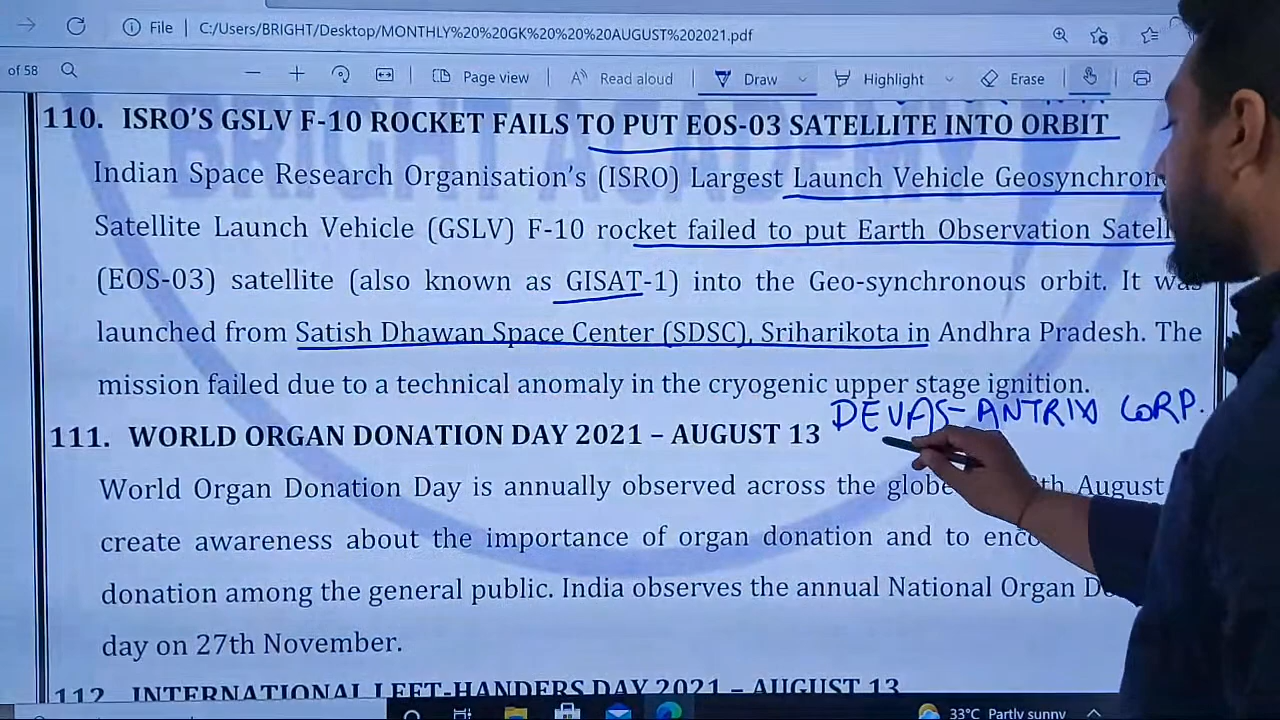 File | C:/Users/BRIGHT/Desktop/MONTHLY%20%20GK%20%20%20AUGUST%202021.pdf
of 58 Page view Read aloud Draw Highlight Erase
BRIGHT ACADEMY
110. ISRO'S GSLV F-10 ROCKET FAILS TO PUT EOS-03 SATELLITE INTO ORBIT
Indian Space Research Organisation's (ISRO) Largest Launch Vehicle Geosynchron
Satellite Launch Vehicle (GSLV) F-10 rocket failed to put Earth Observation Satell
(EOS-03) satellite (also known as GISAT-1) into the Geo-synchronous orbit. It was
launched from Satish Dhawan Space Center (SDSC), Sriharikota in Andhra Pradesh. The
mission failed due to a technical anomaly in the cryogenic upper stage ignition.
DEVAS-ANTRIX CORP.
111. WORLD ORGAN DONATION DAY 2021 – AUGUST 13
World Organ Donation Day is annually observed across the globe th August
create awareness about the importance of organ donation and to enco
donation among the general public. India observes the annual National Organ D
day on 27th November.
112. INTERNATIONAL LEFT-HANDERS DAY 2021 – AUGUST 13
33°C Partly sunny